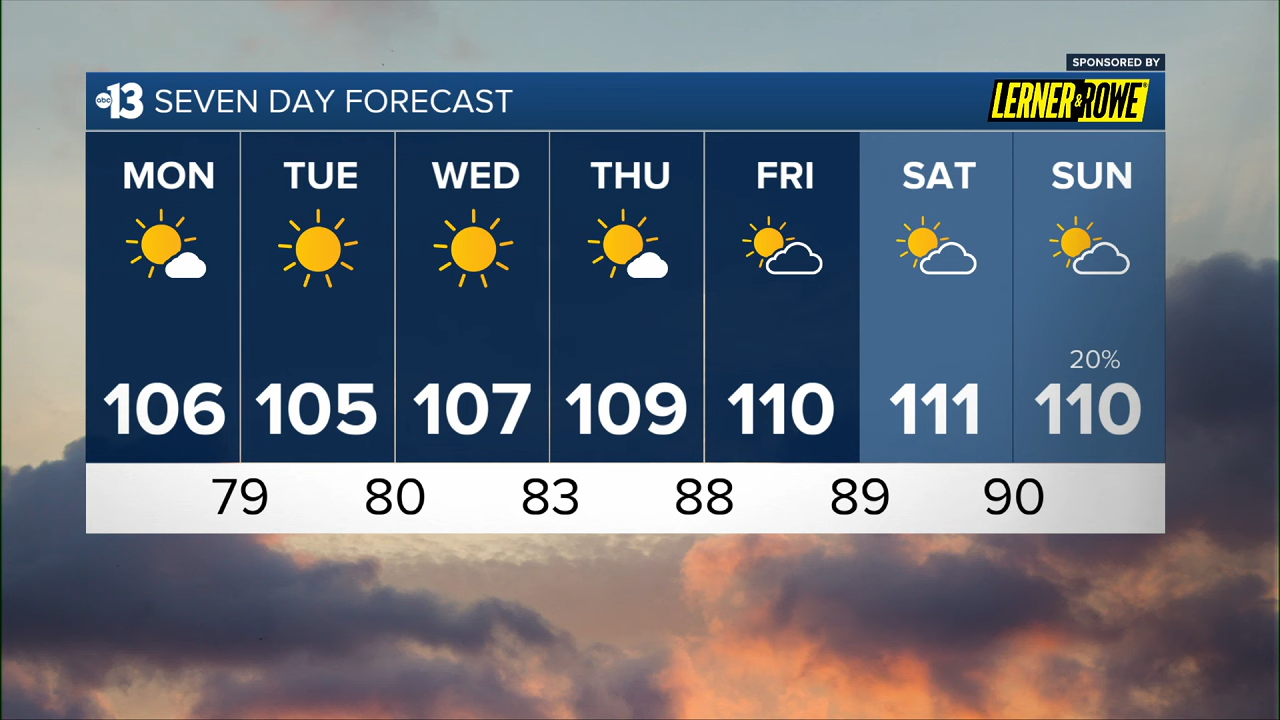 SPONSORED BY
abc 13 SEVEN DAY FORECAST LERNER & ROWE®
MON TUE WED THU FRI SAT SUN
20%
106 105 107 109 110 111 110
79 80 83 88 89 90